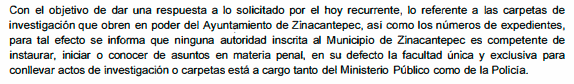 Con el objetivo de dar una respuesta a lo solicitado por el hoy recurrente, lo referente a las carpetas de
investigación que obren en poder del Ayuntamiento de Zinacantepec, asi como los números de expedientes,
para tal efecto se informa que ninguna autoridad inscrita al Municipio de Zinacantepec es competente de
instaurar, iniciar o conocer de asuntos en materia penal, en su defecto la facultad única y exclusiva para
conllevar actos de investigación o carpetas está a cargo tanto del Ministerio Público como de la Policía.